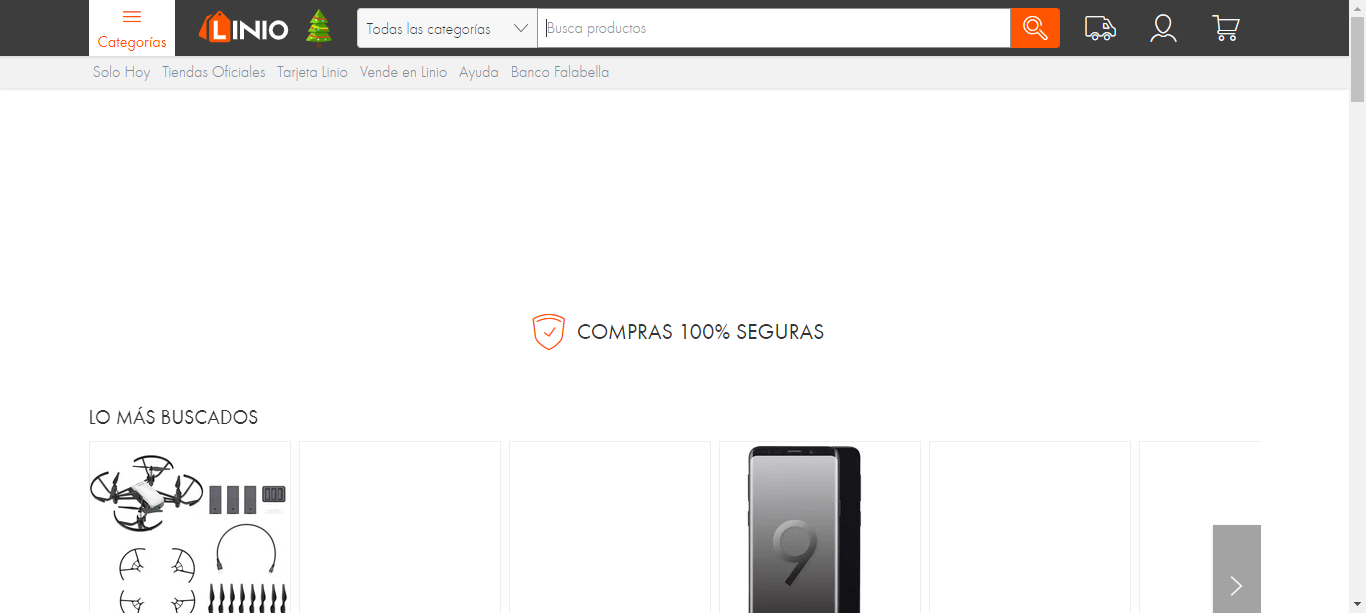 Categorías
LINIO
Todas las categorías
Busca productos
Solo Hoy Tiendas Oficiales Tarjeta Linio Vende en Linio Ayuda Banco Falabella
COMPRAS 100% SEGURAS
LO MÁS BUSCADOS
9